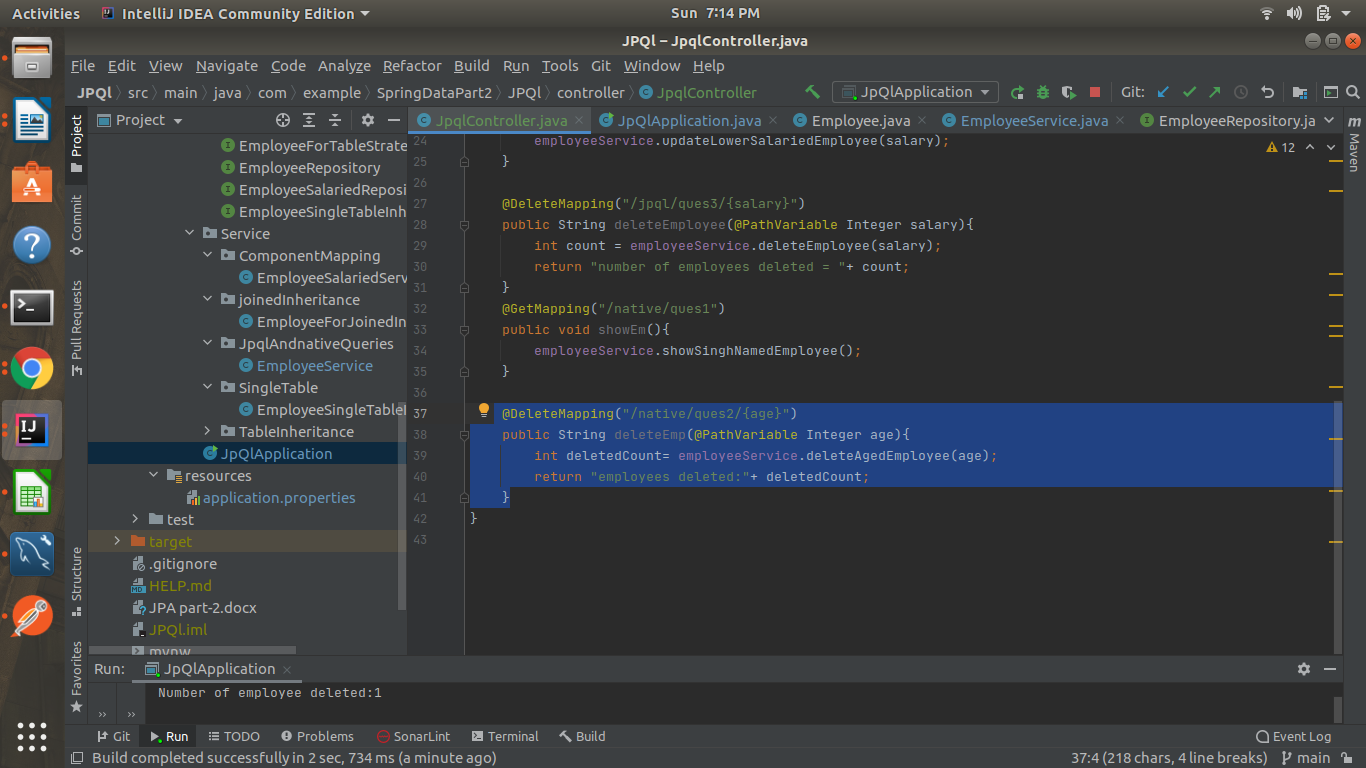 Activities IntelliJ IDEA Community Edition Sun 7:14 PM
JPQl – JpqlController.java
File Edit View Navigate Code Analyze Refactor Build Run Tools Git Window Help
JPQl src main java com example SpringDataPart2 JPQl controller JpqlController JpQlApplication Git:
Project JpqlController.java JpQlApplication.java Employee.java EmployeeService.java EmployeeRepository.ja
Project
Commit
Pull Requests
Structure
Favorites
Maven
EmployeeForTableStrate
EmployeeRepository
EmployeeSalariedReposi
EmployeeSingleTableInh
Service
ComponentMapping
EmployeeSalariedServ
joinedInheritance
EmployeeForJoinedIn
JpqlAndnativeQueries
EmployeeService
SingleTable
EmployeeSingleTableI
TableInheritance
JpQlApplication
resources
application.properties
test
target
.gitignore
HELP.md
JPA part-2.docx
JPQl.iml
mvnw
12
24 employeeService.updateLowerSalariedEmployee(salary);
25 }
26
27 @DeleteMapping("/jpql/ques3/{salary}")
28 public String deleteEmployee(@PathVariable Integer salary){
29 int count = employeeService.deleteEmployee(salary);
30 return "number of employees deleted = "+ count;
31 }
32 @GetMapping("/native/ques1")
33 public void showEm(){
34 employeeService.showSinghNamedEmployee();
35 }
36
37 @DeleteMapping("/native/ques2/{age}")
38 public String deleteEmp(@PathVariable Integer age){
39 int deletedCount= employeeService.deleteAgedEmployee(age);
40 return "employees deleted:"+ deletedCount;
41 }
42 }
43
Run: JpQlApplication
Number of employee deleted:1
Git Run TODO Problems SonarLint Terminal Build Event Log
Build completed successfully in 2 sec, 734 ms (a minute ago) 37:4 (218 chars, 4 line breaks) main